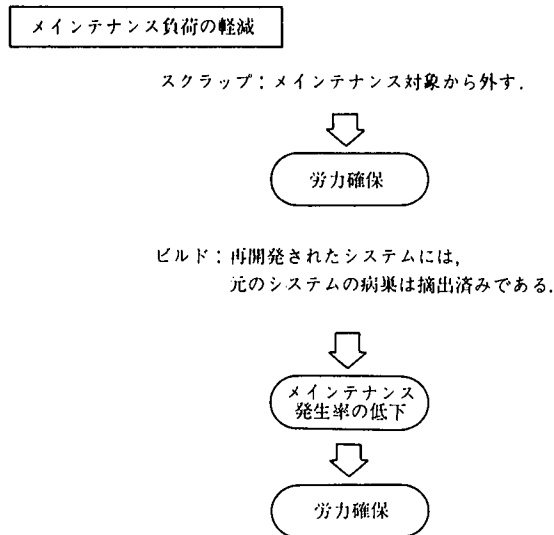 メインテナンス負荷の軽減
スクラップ：メインテナンス対象から外す.
労力確保
ビルド：再開発されたシステムには,
元のシステムの病巣は摘出済みである.
メインテナンス
発生率の低下
労力確保